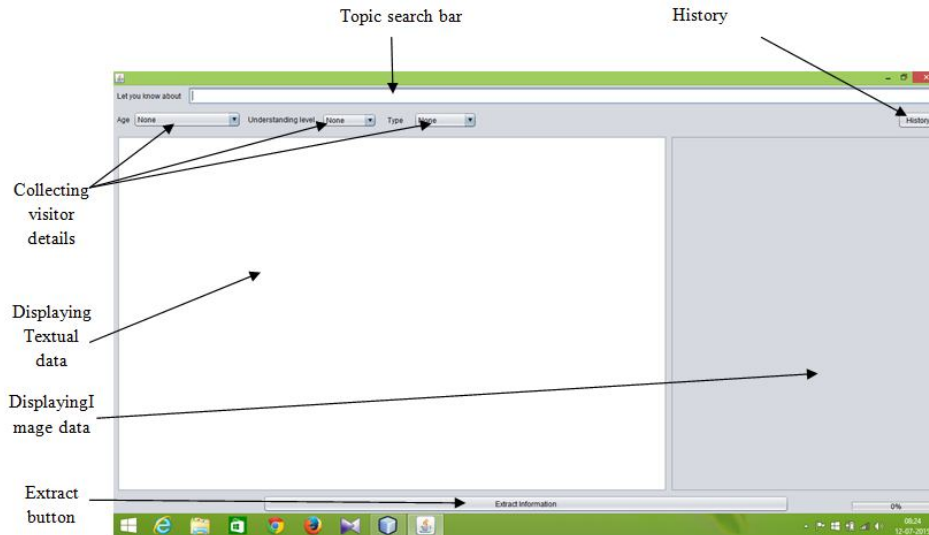 Topic search bar
History
Let you know about
Age None Understanding level None Type None History
Collecting
visitor
details
Displaying
Textual
data
DisplayingI
mage data
Extract
button
Extract Information
0%
08:24
12-07-2015